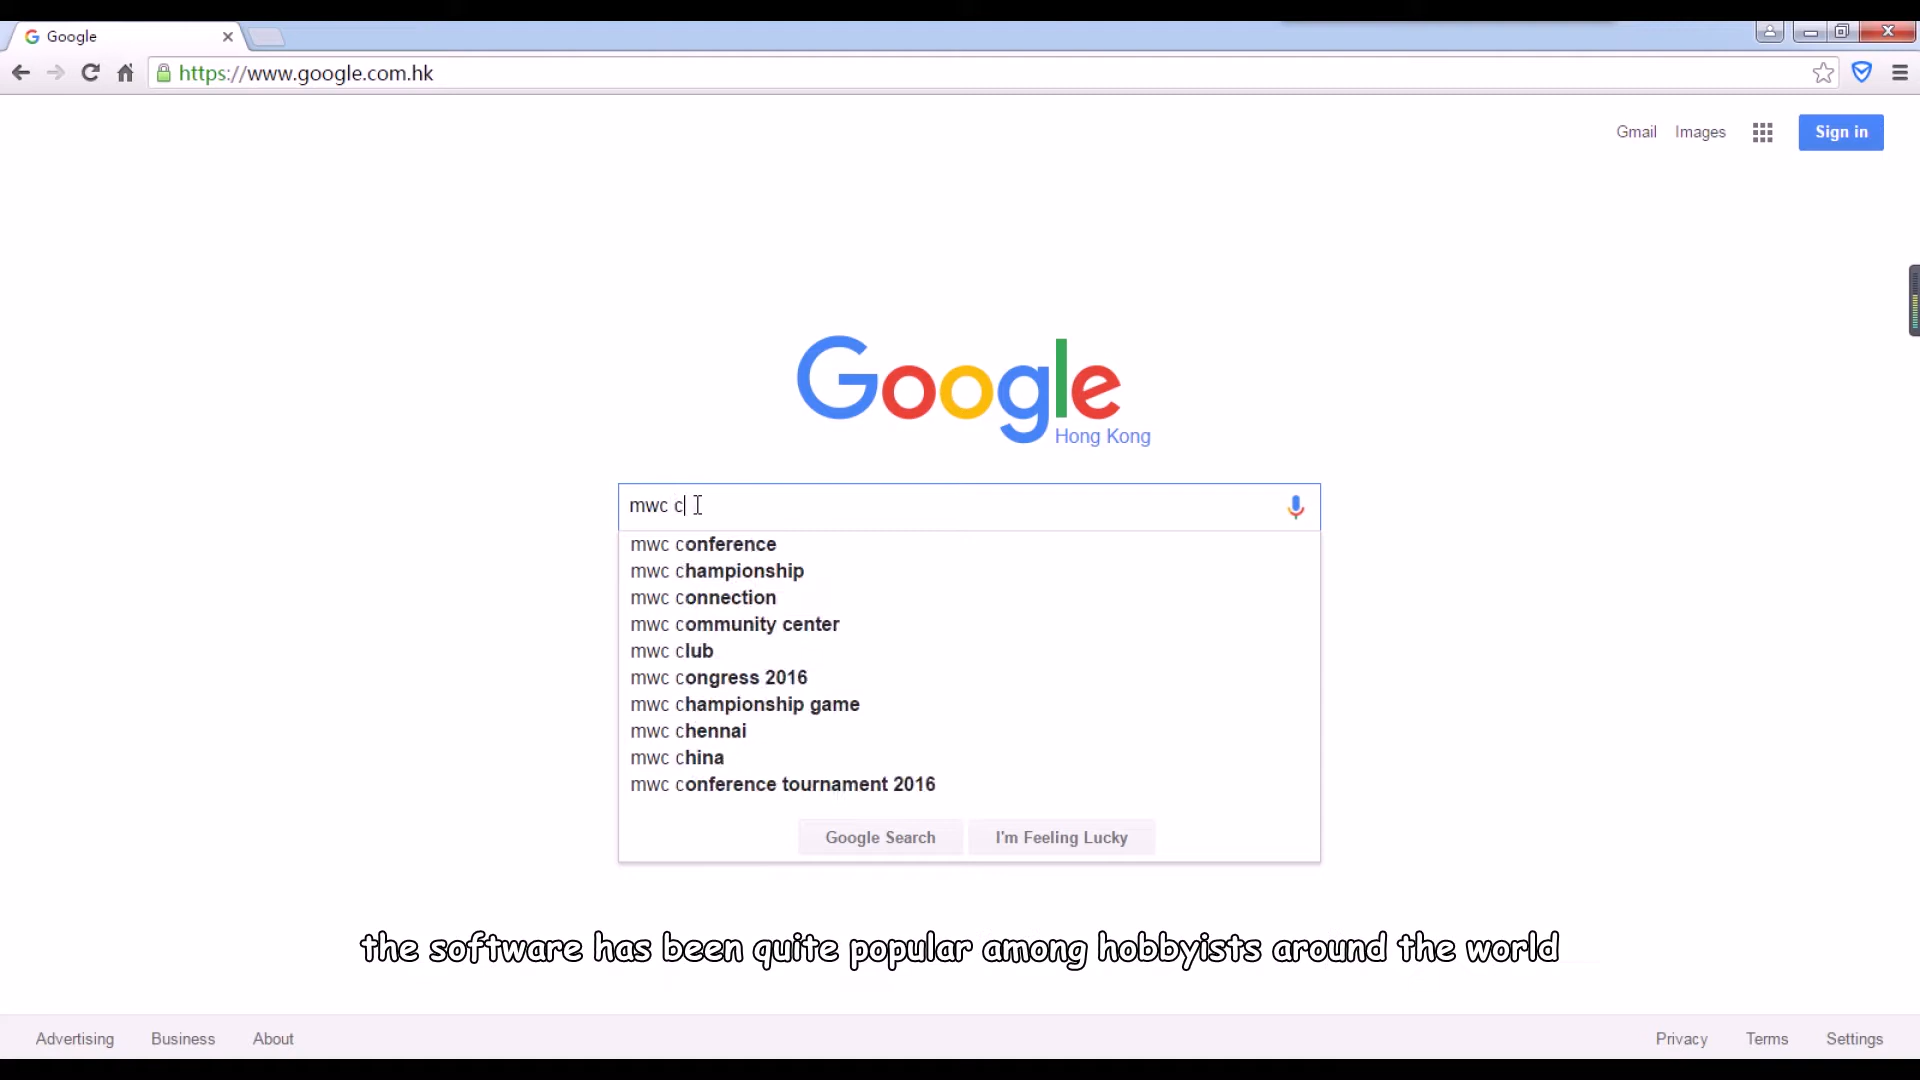 Google
https://www.google.com.hk
Gmail Images Sign in
Google
Hong Kong
mwc c
mwc conference
mwc championship
mwc connection
mwc community center
mwc club
mwc congress 2016
mwc championship game
mwc chennai
mwc china
mwc conference tournament 2016
Google Search I'm Feeling Lucky
the software has been quite popular among hobbyists around the world
Advertising Business About Privacy Terms Settings